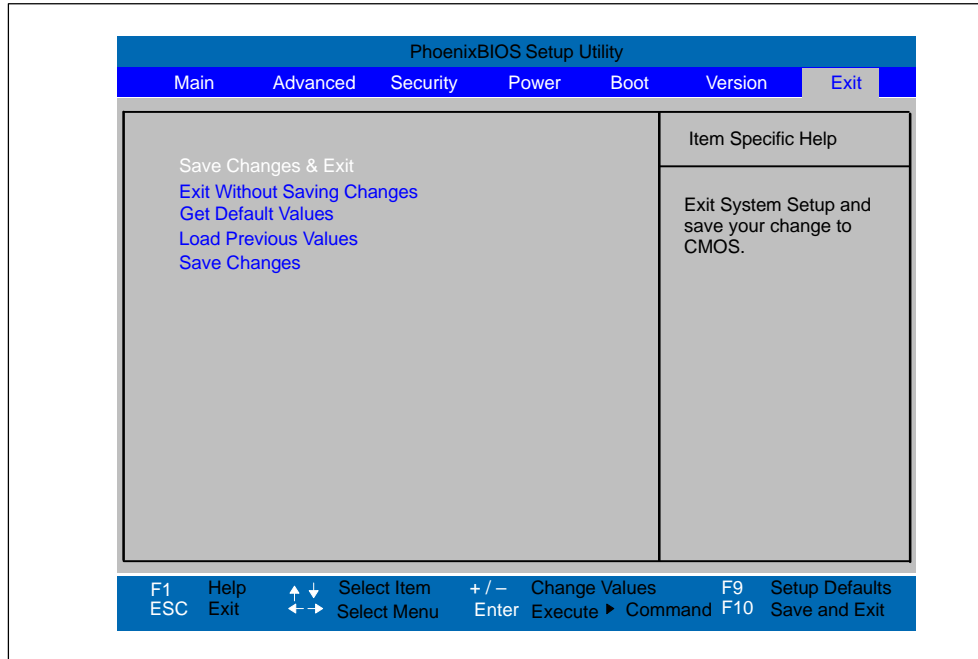 PhoenixBIOS Setup Utility
Main Advanced Security Power Boot Version Exit
Save Changes & Exit
Exit Without Saving Changes
Get Default Values
Load Previous Values
Save Changes
Item Specific Help
Exit System Setup and
save your change to
CMOS.
F1 Help ↑ ↓ Select Item + / – Change Values F9 Setup Defaults
ESC Exit ← → Select Menu Enter Execute ▶ Command F10 Save and Exit